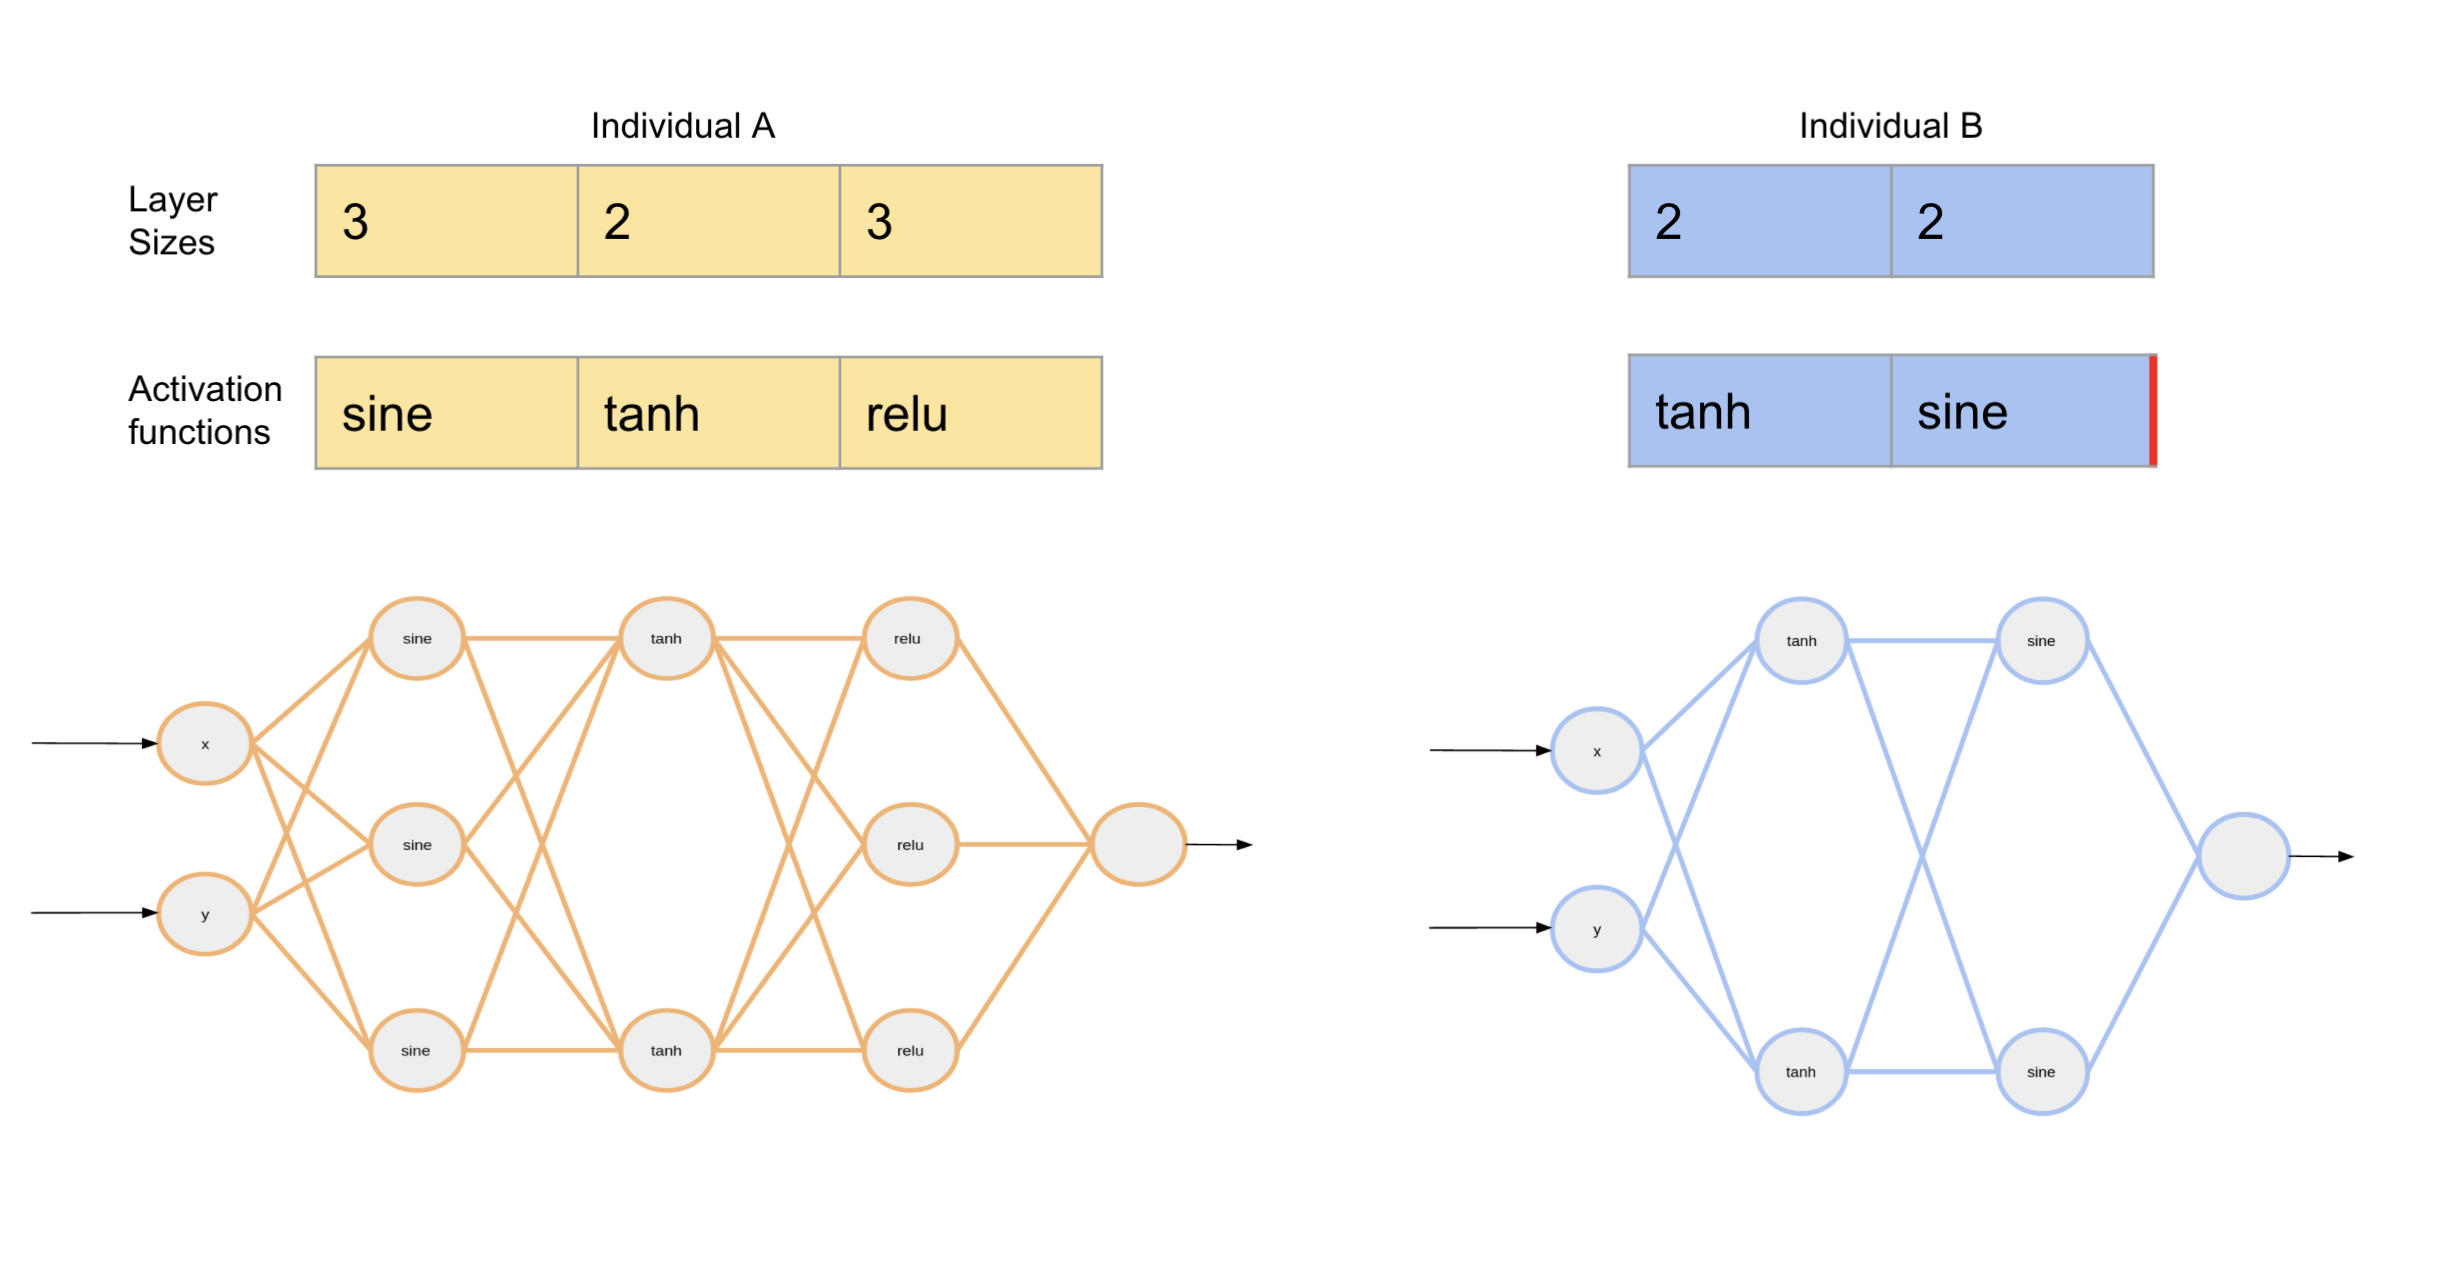 Individual A
Layer
Sizes
3 2 3
Activation
functions
sine tanh relu
sine tanh relu
x
sine relu
y
sine tanh relu
Individual B
2 2
tanh sine
tanh sine
x
y
tanh sine